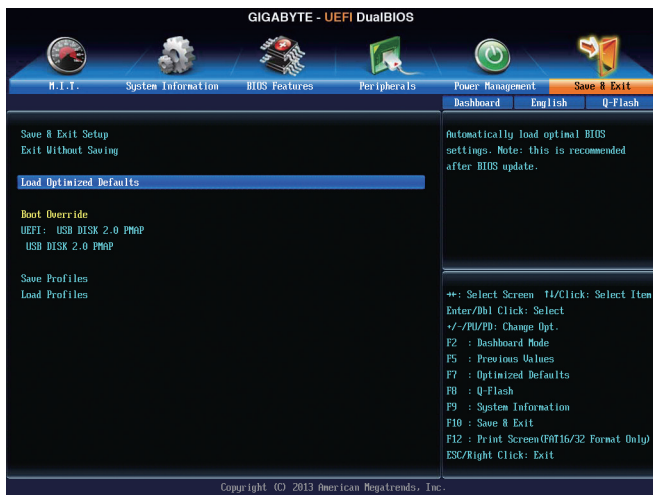 GIGABYTE - UEFI DualBIOS
M.I.T.
System Information
BIOS Features
Peripherals
Power Management
Save & Exit
Dashboard
English
Q-Flash
Save & Exit Setup
Exit Without Saving
Load Optimized Defaults
Boot Override
UEFI: USB DISK 2.0 PMAP
USB DISK 2.0 PMAP
Save Profiles
Load Profiles
Automatically load optimal BIOS
settings. Note: this is recommended
after BIOS update.
→←: Select Screen ↑↓/Click: Select Item
Enter/Dbl Click: Select
+/-/PU/PD: Change Opt.
F2 : Dashboard Mode
F5 : Previous Values
F7 : Optimized Defaults
F8 : Q-Flash
F9 : System Information
F10 : Save & Exit
F12 : Print Screen(FAT16/32 Format Only)
ESC/Right Click: Exit
Copyright (C) 2013 American Megatrends, Inc.